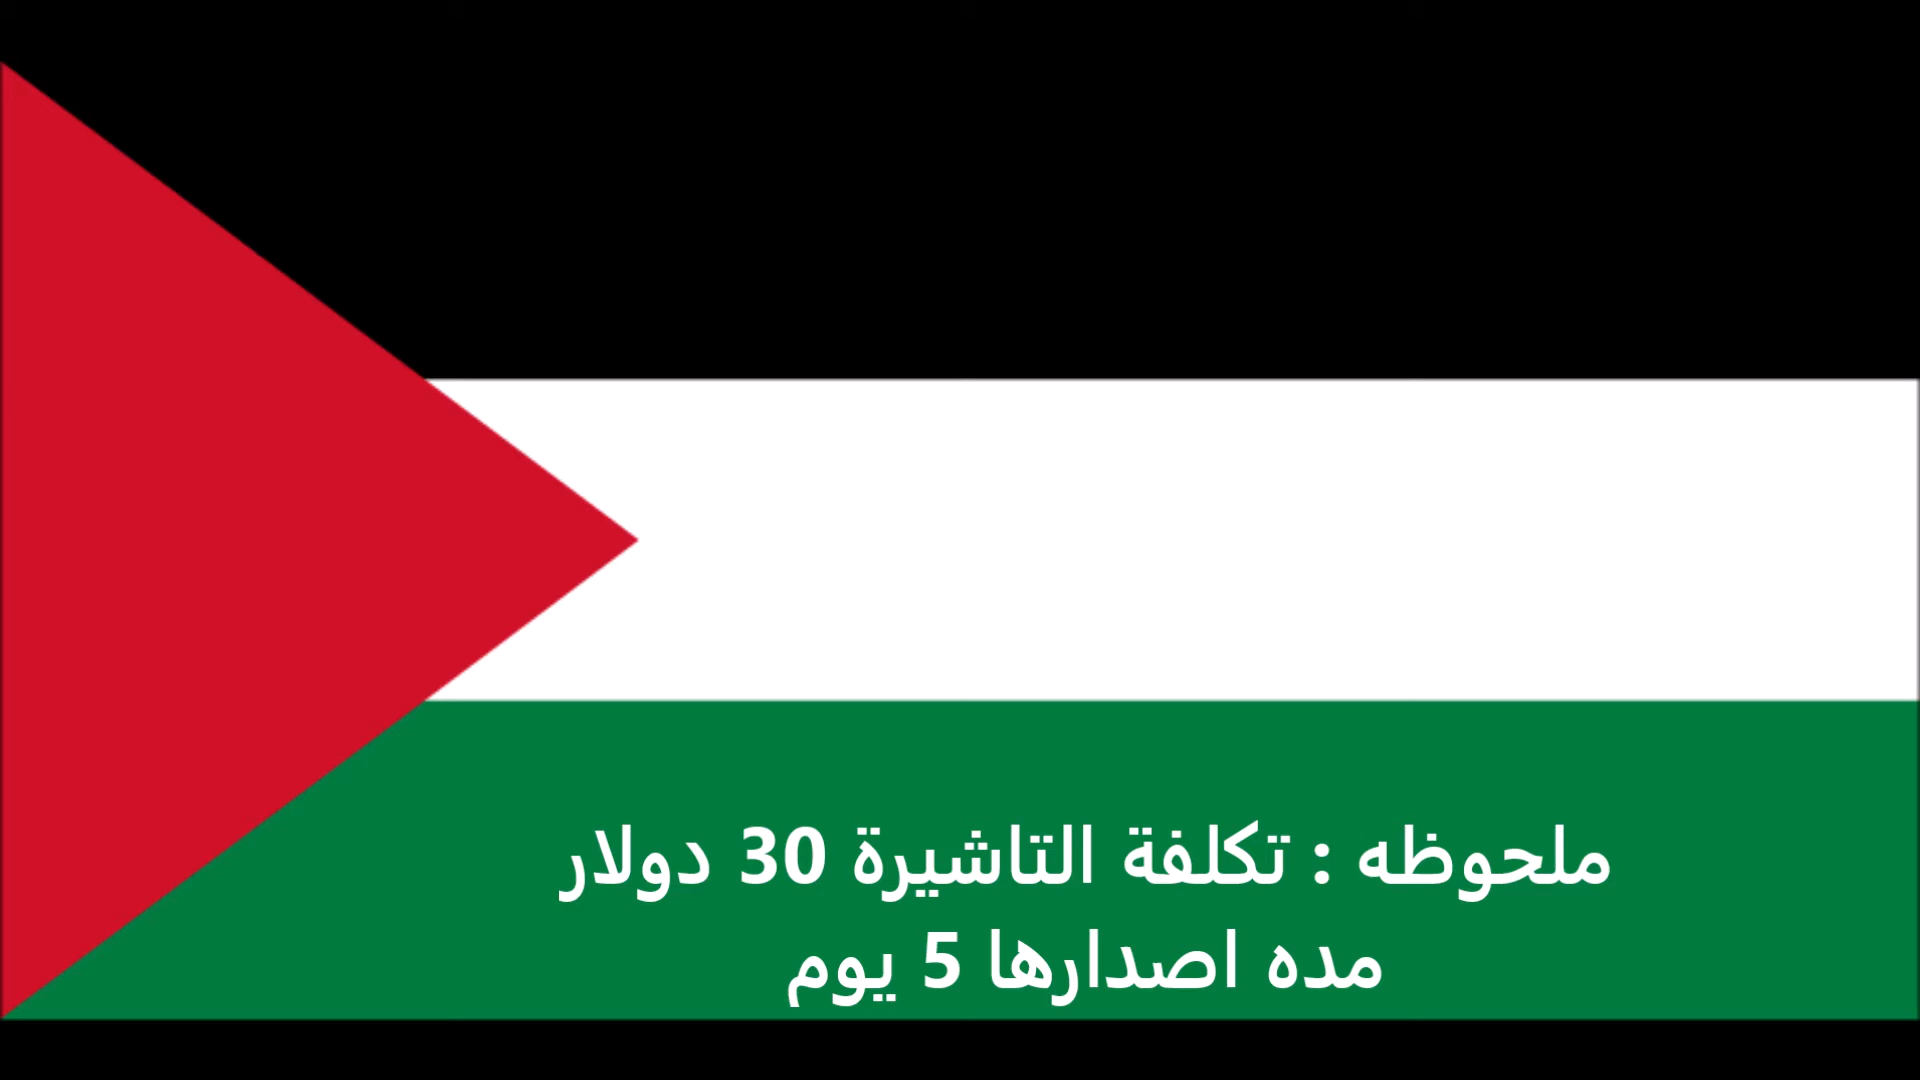 ملحوظه : تكلفة التاشيرة 30 دولار
مده اصدارها 5 يوم